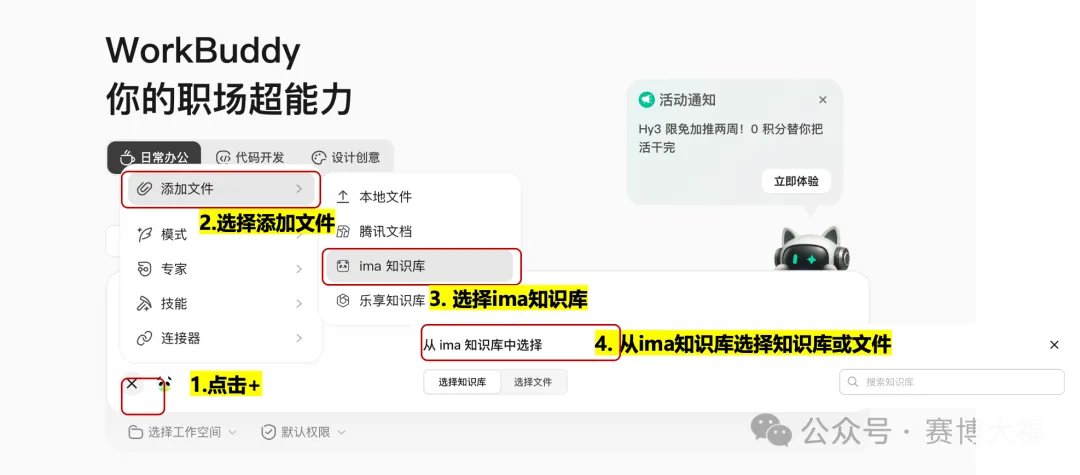 WorkBuddy
你的职场超能力
活动通知
Hy3 限免加推两周！0 积分替你把
活干完
立即体验
日常办公
代码开发
设计创意
添加文件
2.选择添加文件
模式
专家
技能
连接器
本地文件
腾讯文档
ima 知识库
乐享知识库
3. 选择ima知识库
从 ima 知识库中选择
4. 从ima知识库选择知识库或文件
选择知识库
选择文件
搜索知识库
1.点击+
选择工作空间
默认权限
公众号 · 赛博大福